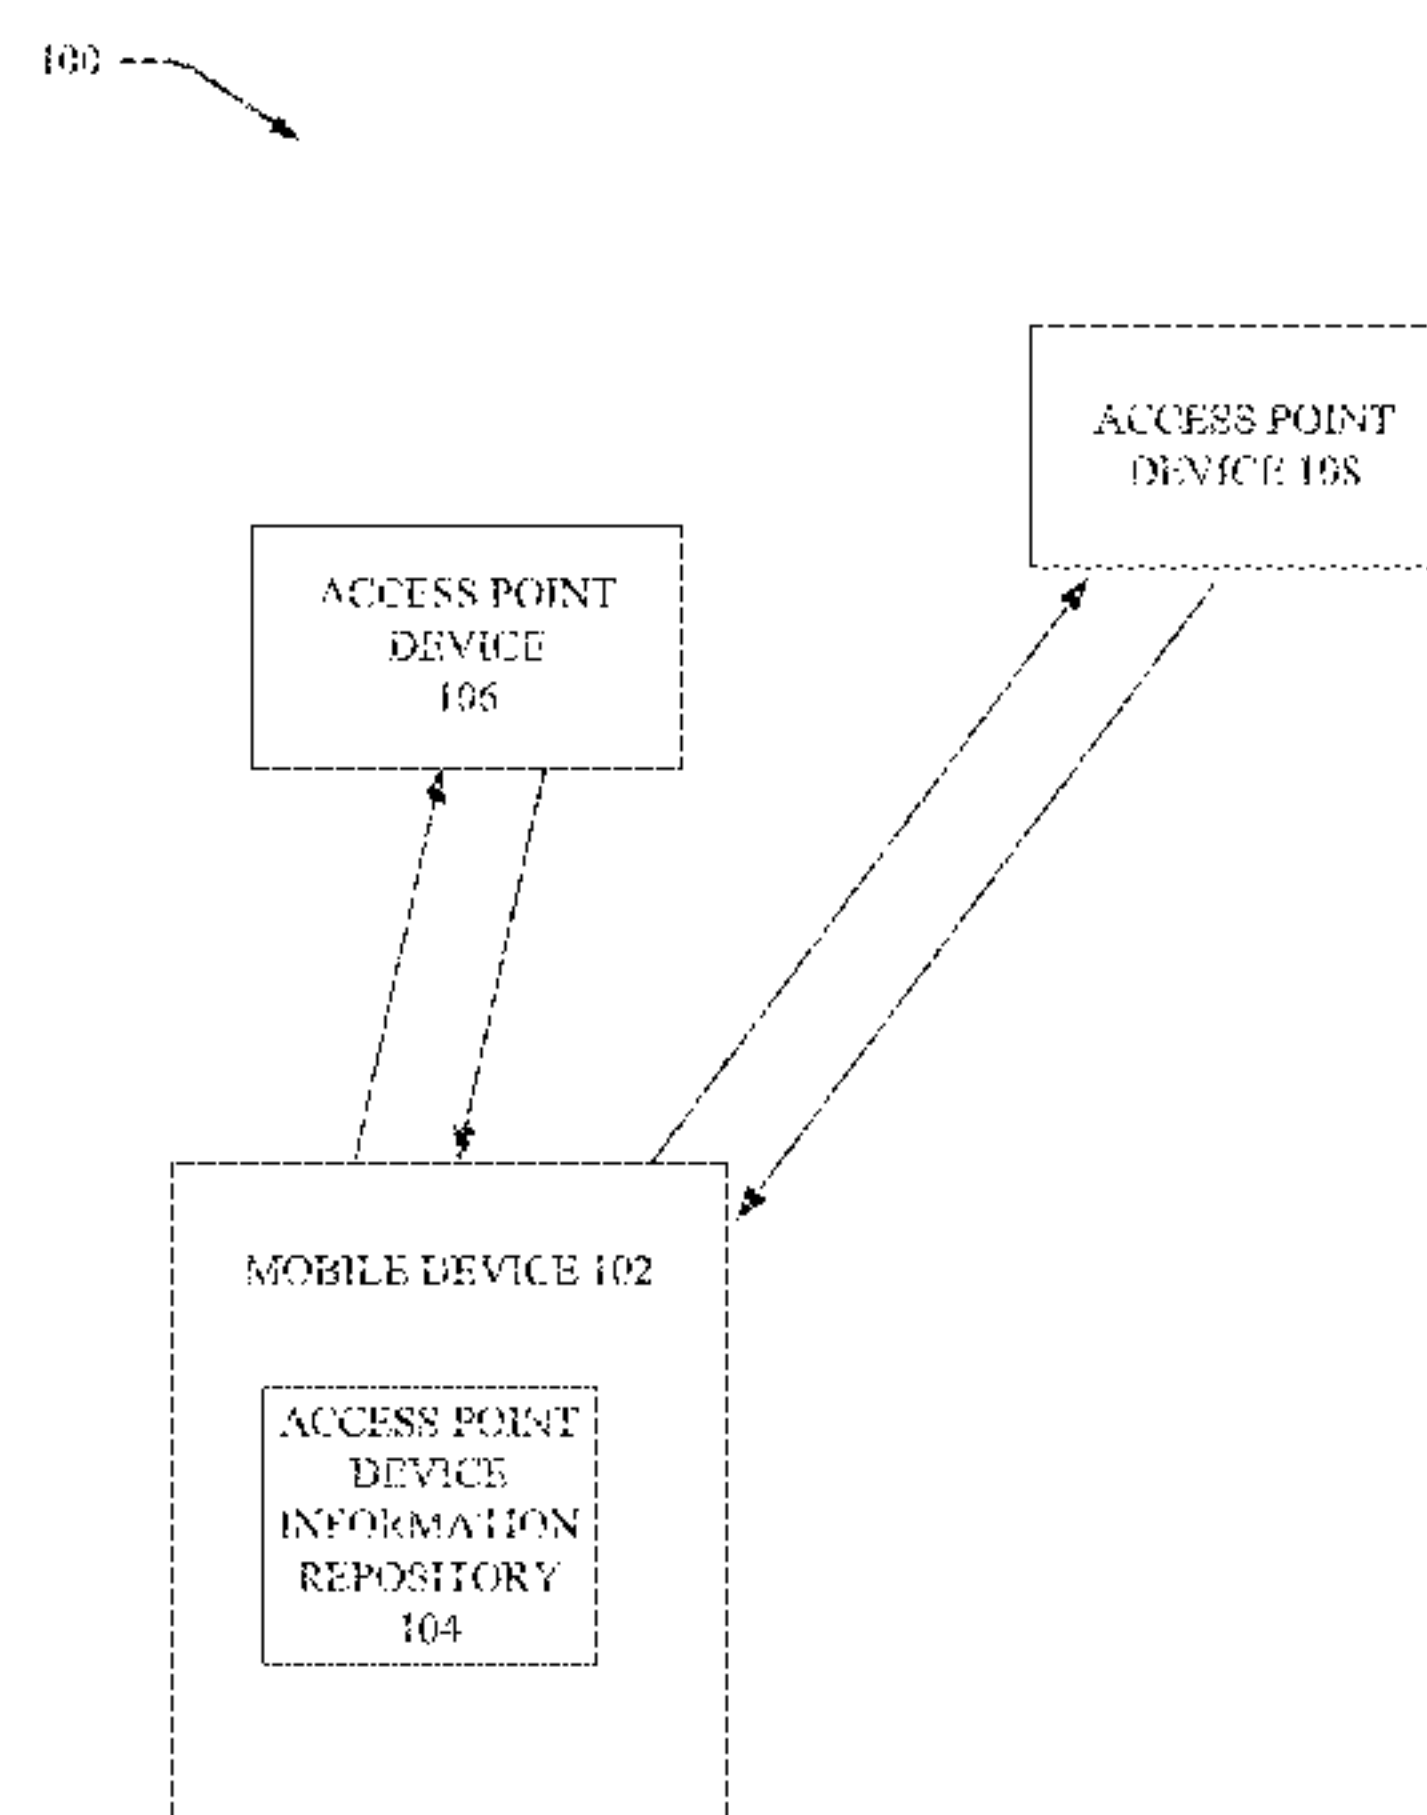 100
ACCESS POINT
DEVICE 108
ACCESS POINT
DEVICE
106
MOBILE DEVICE 102
ACCESS POINT
DEVICE
INFORMATION
REPOSITORY
104